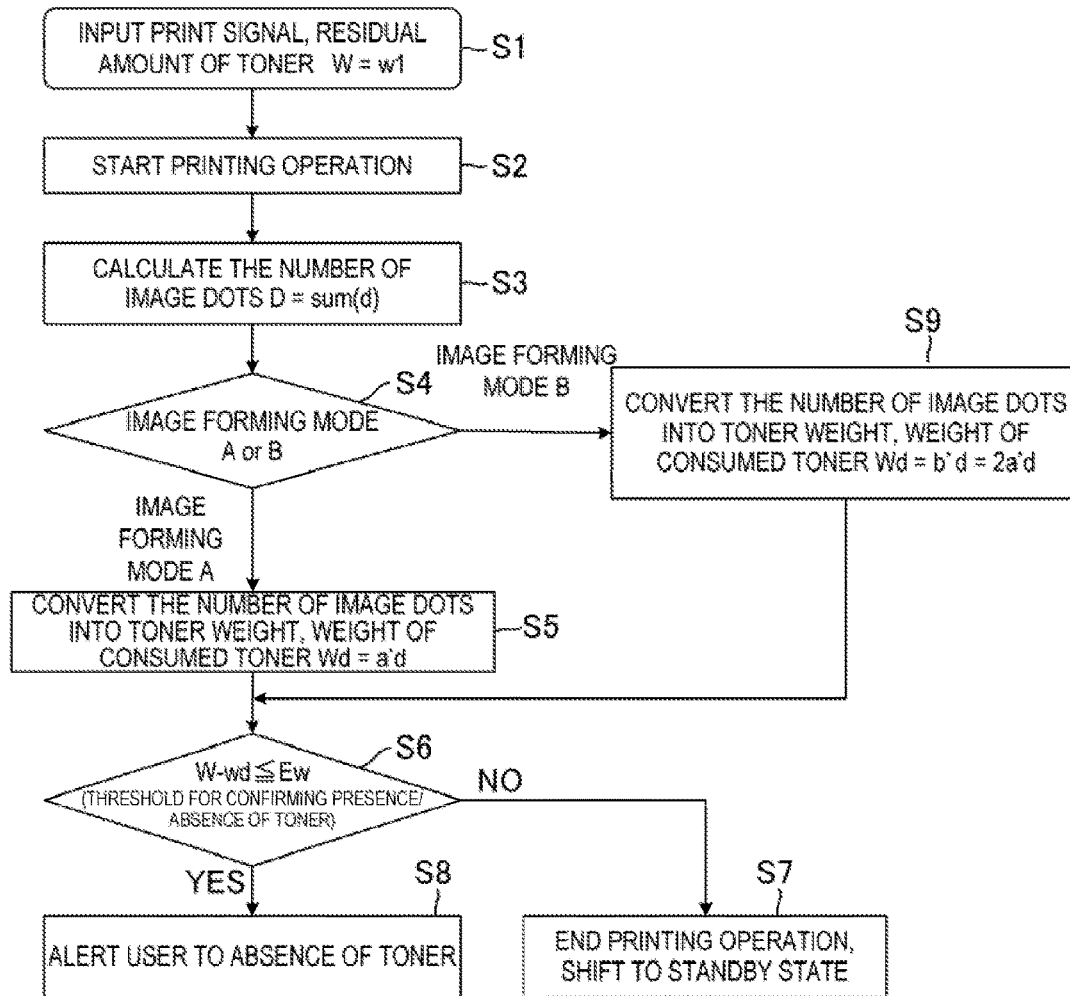 INPUT PRINT SIGNAL, RESIDUAL
AMOUNT OF TONER W = w1
S1
START PRINTING OPERATION
S2
CALCULATE THE NUMBER OF
IMAGE DOTS D = sum(d)
S3
S4
IMAGE FORMING MODE
A or B
IMAGE FORMING
MODE B
S9
CONVERT THE NUMBER OF IMAGE DOTS
INTO TONER WEIGHT, WEIGHT OF
CONSUMED TONER Wd = b*d = 2a*d
IMAGE
FORMING
MODE A
CONVERT THE NUMBER OF IMAGE DOTS
INTO TONER WEIGHT, WEIGHT OF
CONSUMED TONER Wd = a*d
S5
S6
W-wd≦Ew
(THRESHOLD FOR CONFIRMING PRESENCE/
ABSENCE OF TONER)
NO
YES
S8
ALERT USER TO ABSENCE OF TONER
S7
END PRINTING OPERATION,
SHIFT TO STANDBY STATE